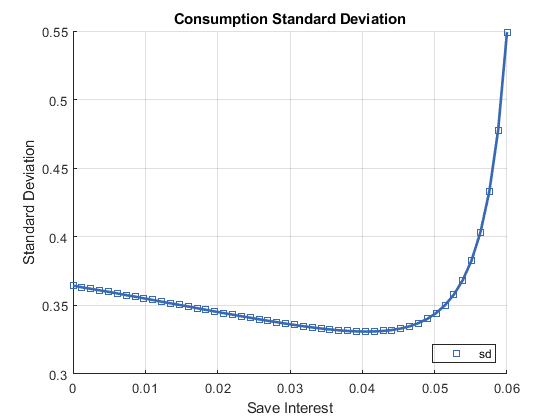 Consumption Standard Deviation
0.55
0.5
0.45
0.4
0.35
0.3
Standard Deviation
sd
0 0.01 0.02 0.03 0.04 0.05 0.06
Save Interest